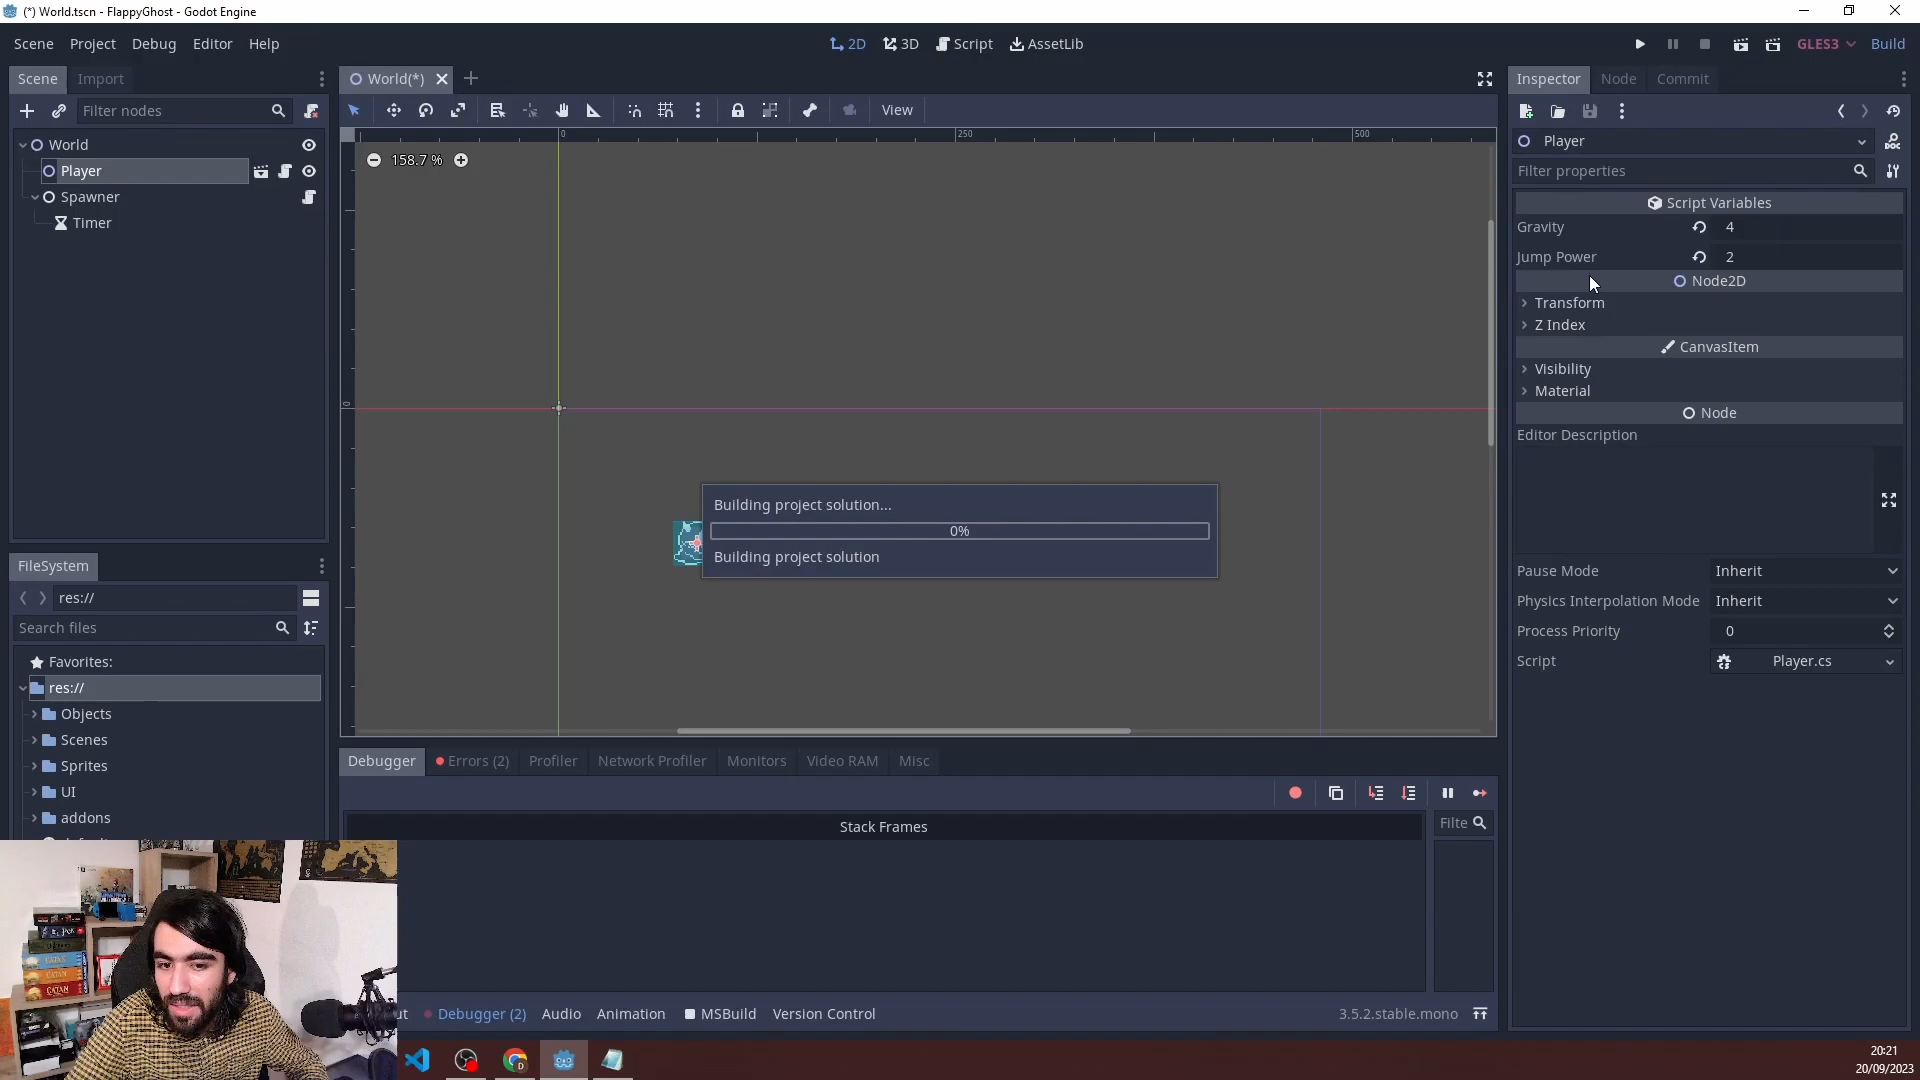 (*) World.tscn - FlappyGhost - Godot Engine
Scene Project Debug Editor Help
2D 3D Script AssetLib
GLES3 Build
Scene Import
World(*)
Inspector Node Commit
Filter nodes
View
World
Player
Spawner
Timer
0 250 500
158.7 %
0
Player
Filter properties
Script Variables
Gravity 4
Jump Power 2
Node2D
Transform
Z Index
CanvasItem
Visibility
Material
Node
Editor Description
Pause Mode Inherit
Physics Interpolation Mode Inherit
Process Priority 0
Script Player.cs
Building project solution...
0%
Building project solution
FileSystem
res://
Search files
Favorites:
res://
Objects
Scenes
Sprites
UI
addons
Debugger Errors (2) Profiler Network Profiler Monitors Video RAM Misc
Stack Frames
Filte
CATAN
CATAN
ut Debugger (2) Audio Animation MSBuild Version Control
3.5.2.stable.mono
20:21
20/09/2023